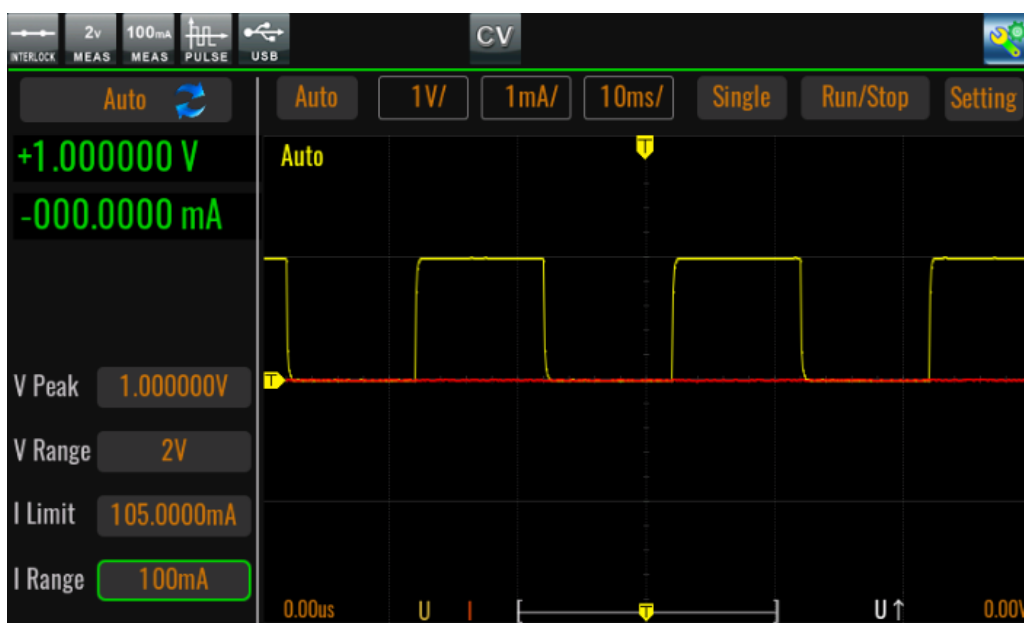 2V 100mA CV
INTERLOCK MEAS MEAS PULSE USB
Auto Auto 1V/ 1mA/ 10ms/ Single Run/Stop Setting
+1.000000 V
-000.0000 mA
Auto T
T
V Peak 1.000000V
V Range 2V
I Limit 105.0000mA
I Range 100mA
0.00us U I [ T ] U↑ 0.00V